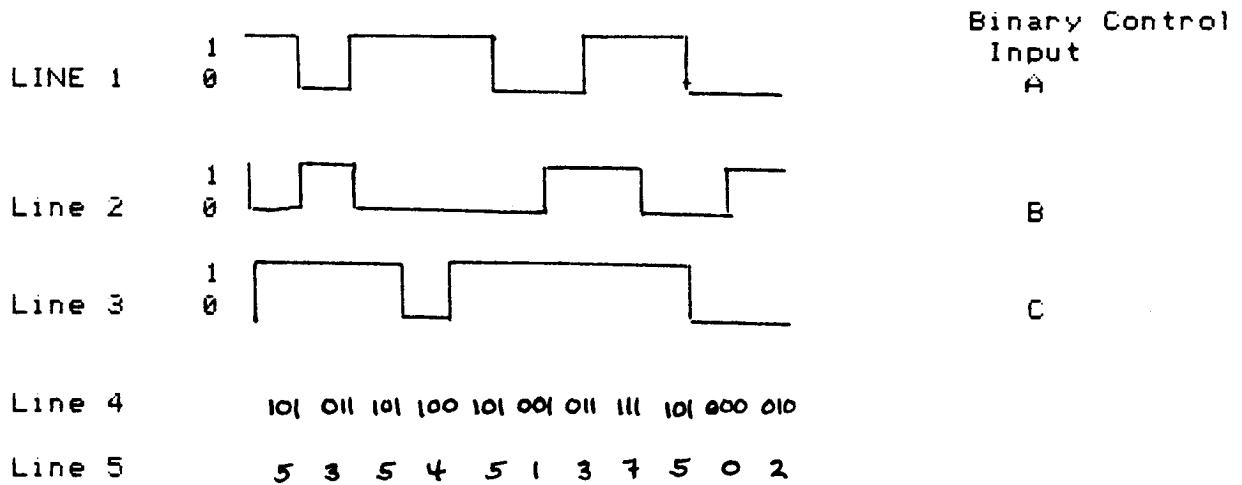 Binary Control
Input
1
LINE 1 0 A
1
Line 2 0 B
1
Line 3 0 C
Line 4 101 011 101 100 101 001 011 111 101 000 010
Line 5 5 3 5 4 5 1 3 7 5 0 2